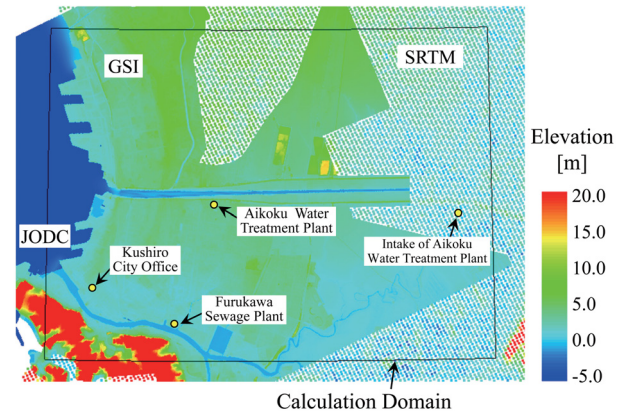 GSI
SRTM
Elevation
[m]
20.0
15.0
10.0
5.0
0.0
-5.0
JODC
Aikoku Water
Treatment Plant
Intake of Aikoku
Water Treatment Plant
Kushiro
City Office
Furukawa
Sewage Plant
Calculation Domain